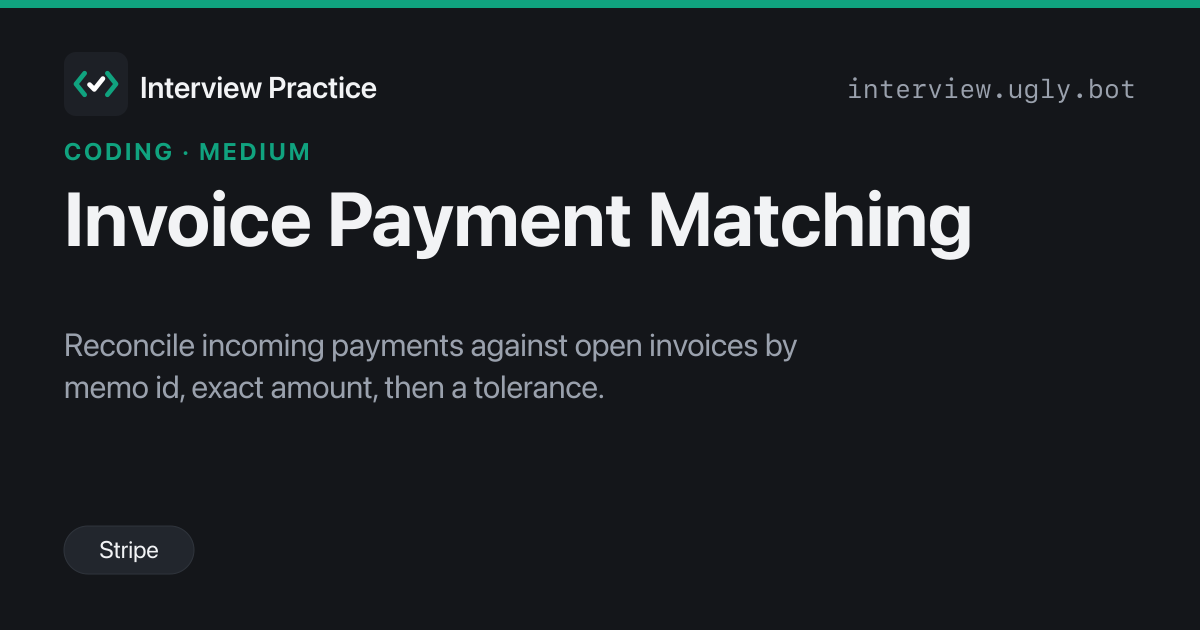 Interview Practice
interview.ugly.bot
CODING · MEDIUM
Invoice Payment Matching
Reconcile incoming payments against open invoices by
memo id, exact amount, then a tolerance.
Stripe